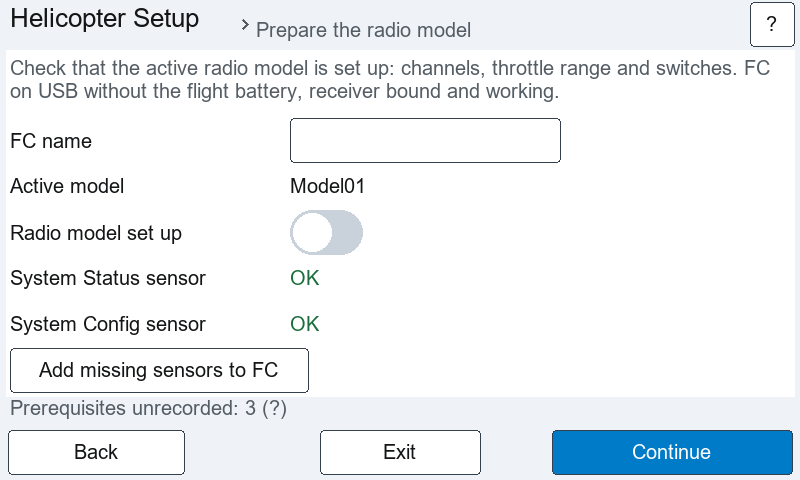 Helicopter Setup
> Prepare the radio model
?
Check that the active radio model is set up: channels, throttle range and switches. FC
on USB without the flight battery, receiver bound and working.
FC name
Active model Model01
Radio model set up
System Status sensor OK
System Config sensor OK
Add missing sensors to FC
Prerequisites unrecorded: 3 (?)
Back Exit Continue